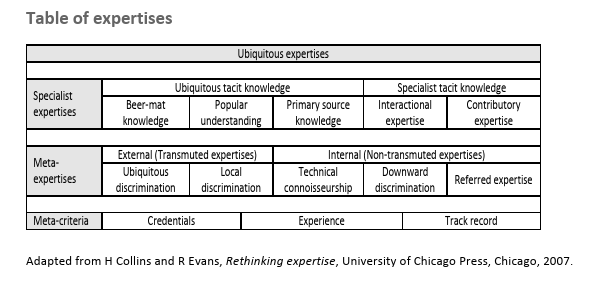 Table of expertises
Ubiquitous expertises
Specialist expertises
Ubiquitous tacit knowledge
Specialist tacit knowledge
Beer-mat knowledge
Popular understanding
Primary source knowledge
Interactional expertise
Contributory expertise
Meta-expertises
External (Transmuted expertises)
Internal (Non-transmuted expertises)
Ubiquitous discrimination
Local discrimination
Technical connoisseurship
Downward discrimination
Referred expertise
Meta-criteria
Credentials
Experience
Track record
Adapted from H Collins and R Evans, Rethinking expertise, University of Chicago Press, Chicago, 2007.